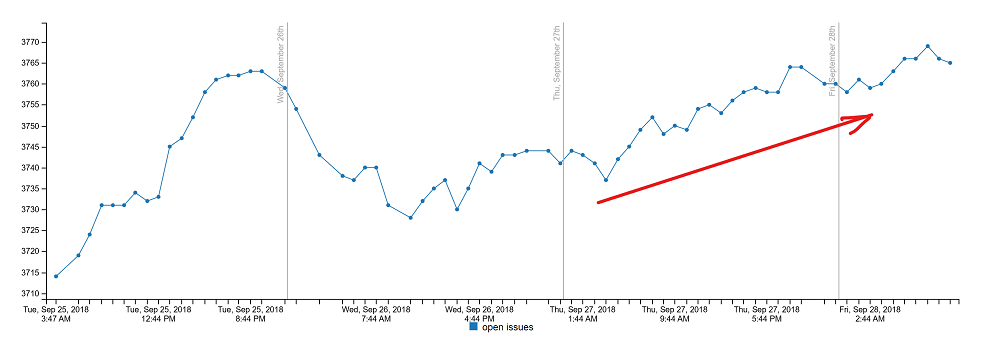 3770
3765
3760
3755
3750
3745
3740
3735
3730
3725
3720
3715
3710
Wed, September 26th
Thu, September 27th
Fri, September 28th
Tue, Sep 25, 2018
3:47 AM
Tue, Sep 25, 2018
12:44 PM
Tue, Sep 25, 2018
8:44 PM
Wed, Sep 26, 2018
7:44 AM
Wed, Sep 26, 2018
4:44 PM
Thu, Sep 27, 2018
1:44 AM
Thu, Sep 27, 2018
9:44 AM
Thu, Sep 27, 2018
5:44 PM
Fri, Sep 28, 2018
2:44 AM
open issues